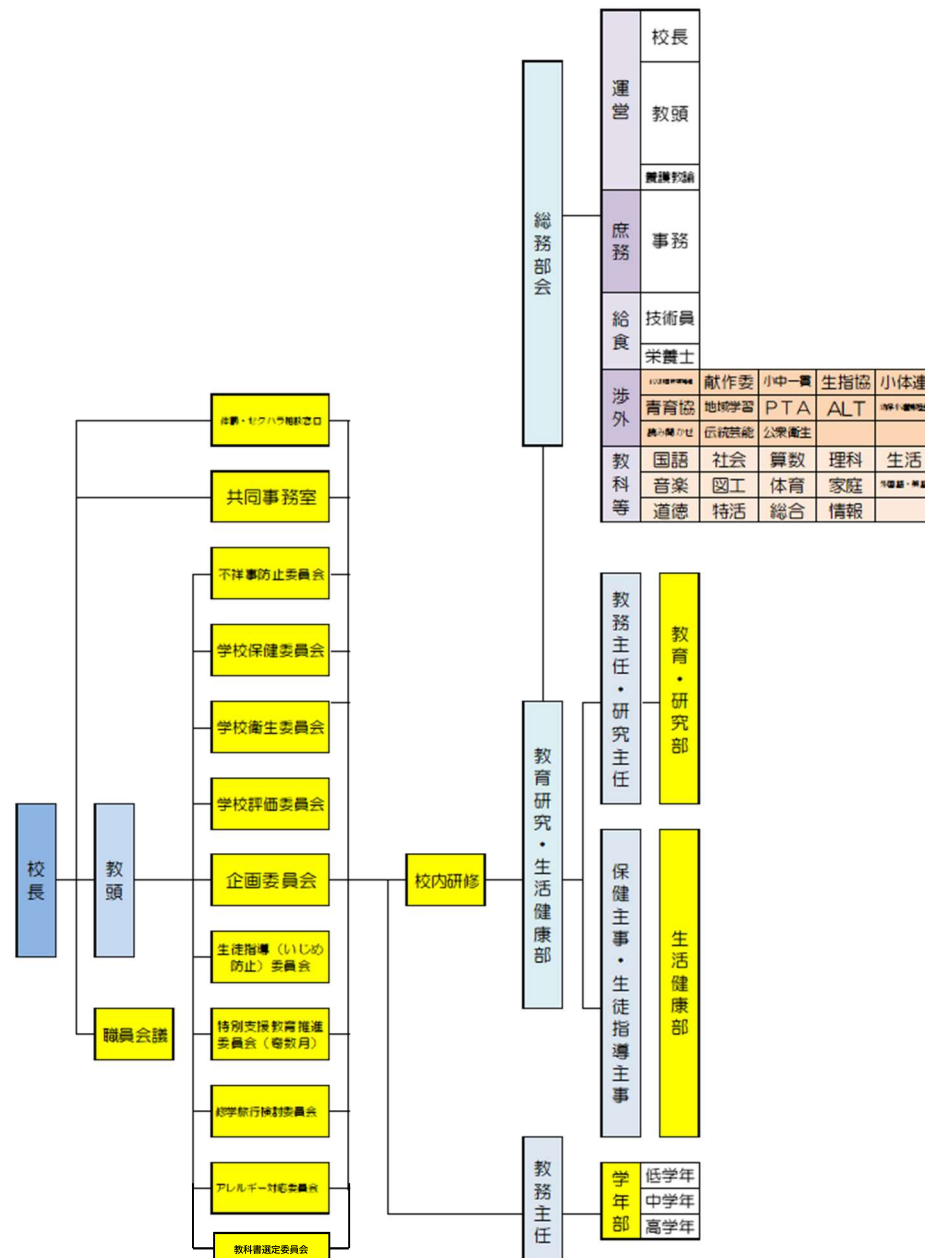 校長
運営
教頭
養護教諭
総務部会
庶務
事務
給食
技術員
栄養士
渉外
献作委 小中一貫 生指協 小体連
青育協 地域学習 PTA ALT
読み聞かせ 伝統芸能 公衆衛生
教科等
国語 社会 算数 理科 生活
音楽 図工 体育 家庭
道徳 特活 総合 情報
体罰・セクハラ相談窓口
共同事務室
不祥事防止委員会
学校保健委員会
学校衛生委員会
学校評価委員会
校長
教頭
企画委員会
校内研修
生徒指導（いじめ
防止）委員会
職員会議
特別支援教育推進
委員会（奇数月）
修学旅行検討委員会
アレルギー対応委員会
教科書選定委員会
教育研究・生活健康部
教務主任・研究主任
教育・研究部
保健主事・生徒指導主事
生活健康部
教務主任
学年部
低学年
中学年
高学年